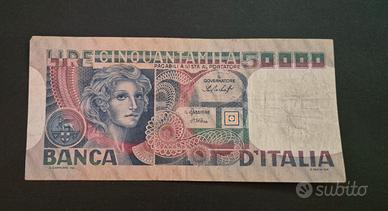 LIRE CINQUANTAMILA 50000
PAGABILI A VISTA AL PORTATORE
IL GOVERNATORE
IL CASSIERE
BANCA D'ITALIA
subito